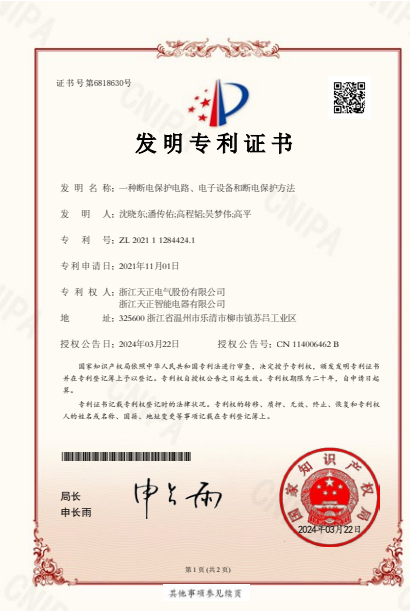 证书号第6818630号
发明专利证书
发 明 名 称：一种断电保护电路、电子设备和断电保护方法
发 明 人：沈晓东;潘传佑;高程韬;吴梦伟;高平
专 利 号：ZL 2021 1 1284424.1
专利申请日：2021年11月01日
专 利 权 人：浙江天正电气股份有限公司
浙江天正智能电器有限公司
地 址：325600 浙江省温州市乐清市柳市镇苏吕工业区
授权公告日：2024年03月22日 授权公告号：CN 114006462 B
国家知识产权局依照中华人民共和国专利法进行审查，决定授予专利权，颁发发明专利证书
并在专利登记簿上予以登记。专利权自授权公告之日起生效。专利权期限为二十年，自申请日起
算。
专利证书记载专利权登记时的法律状况。专利权的转移、质押、无效、终止、恢复和专利权
人的姓名或名称、国籍、地址变更等事项记载在专利登记簿上。
局长
申长雨
申长雨
国家知识产权局
2024年03月22日
第 1 页 (共 2 页)
其他事项参见续页
CNIPA
CNIPA
CNIPA
CNIPA